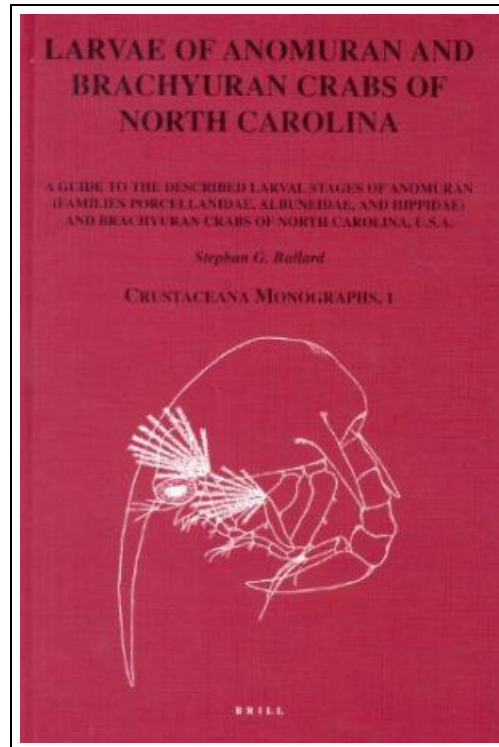 LARVAE OF ANOMURAN AND
BRACHYURAN CRABS OF
NORTH CAROLINA
A GUIDE TO THE DESCRIBED LARVAL STAGES OF ANOMURAN
(FAMILIES PORCELLANIDAE, ALBUNEIDAE, AND HIPPIDAE)
AND BRACHYURAN CRABS OF NORTH CAROLINA, U.S.A.
Stephan G. Bullard
CRUSTACEANA MONOGRAPHS, 1
BRILL